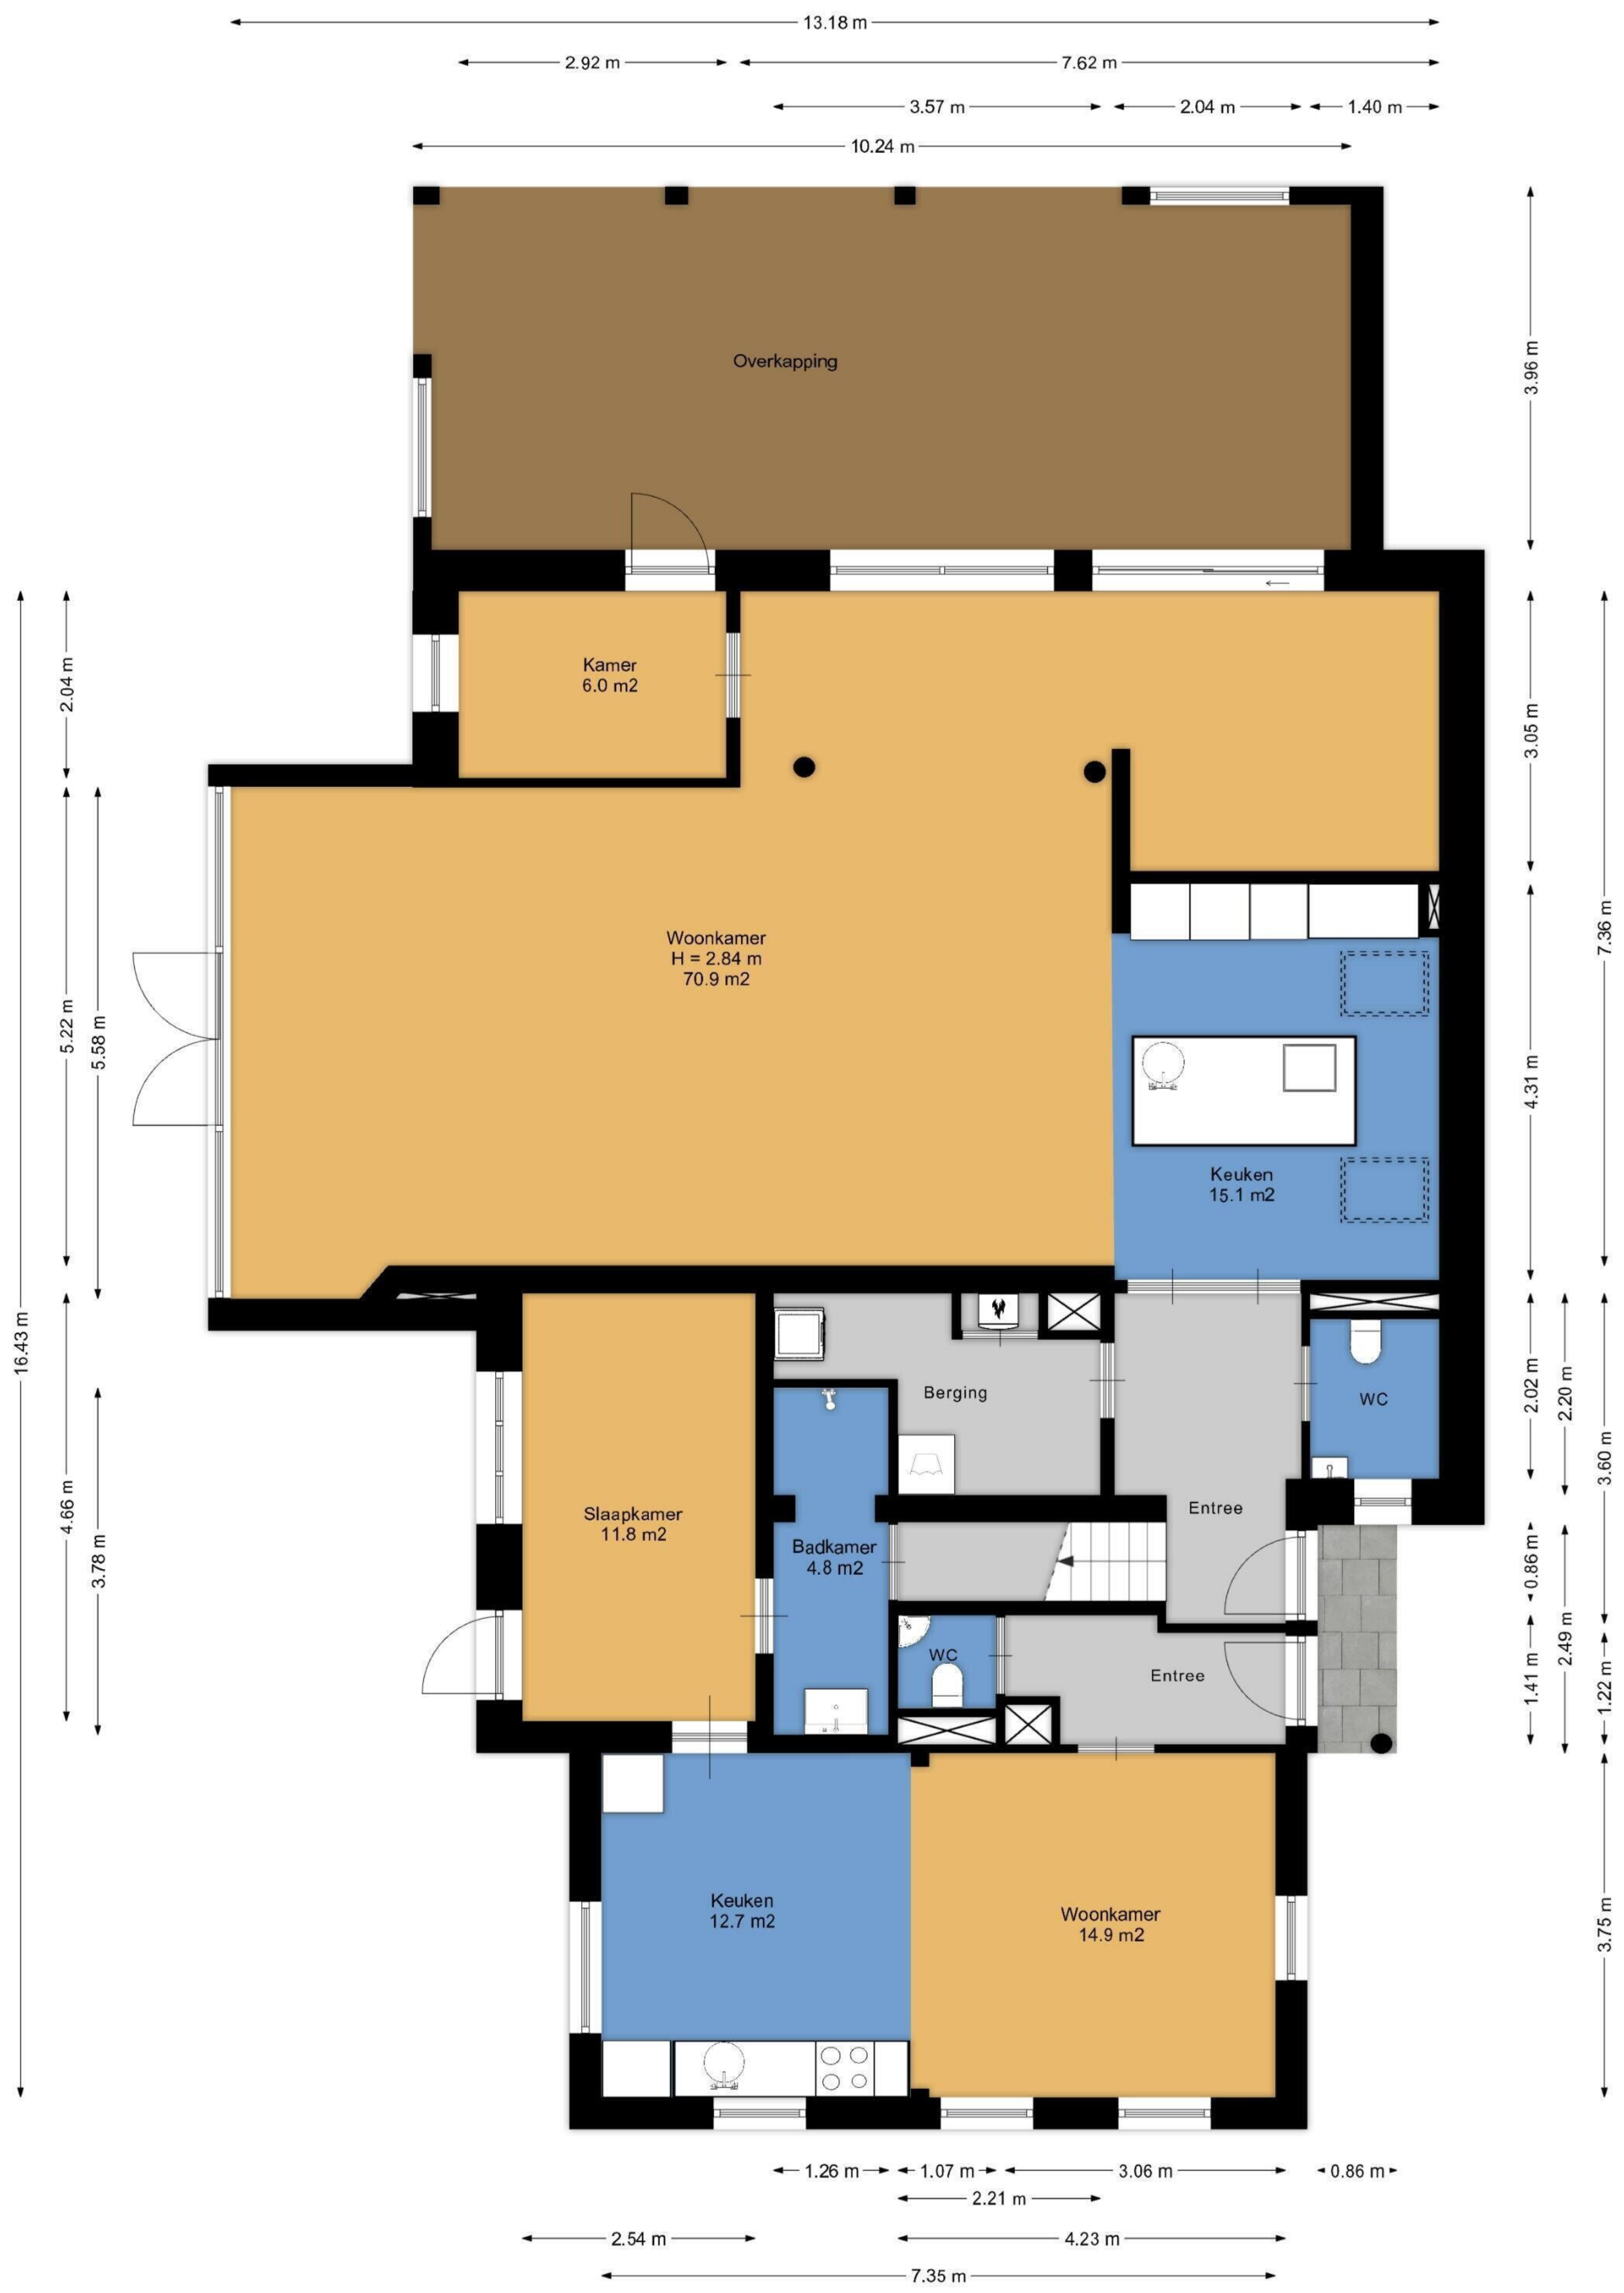 13.18 m
2.92 m
7.62 m
3.57 m
2.04 m
1.40 m
10.24 m
Overkapping
3.96 m
Kamer
6.0 m2
2.04 m
3.05 m
Woonkamer
H = 2.84 m
70.9 m2
7.36 m
5.22 m
5.58 m
4.31 m
Keuken
15.1 m2
16.43 m
Berging
WC
2.02 m
2.20 m
3.60 m
4.66 m
3.78 m
Slaapkamer
11.8 m2
Entree
Badkamer
4.8 m2
0.86 m
2.49 m
WC
Entree
1.41 m
1.22 m
Keuken
12.7 m2
Woonkamer
14.9 m2
3.75 m
1.26 m
1.07 m
3.06 m
0.86 m
2.21 m
2.54 m
4.23 m
7.35 m